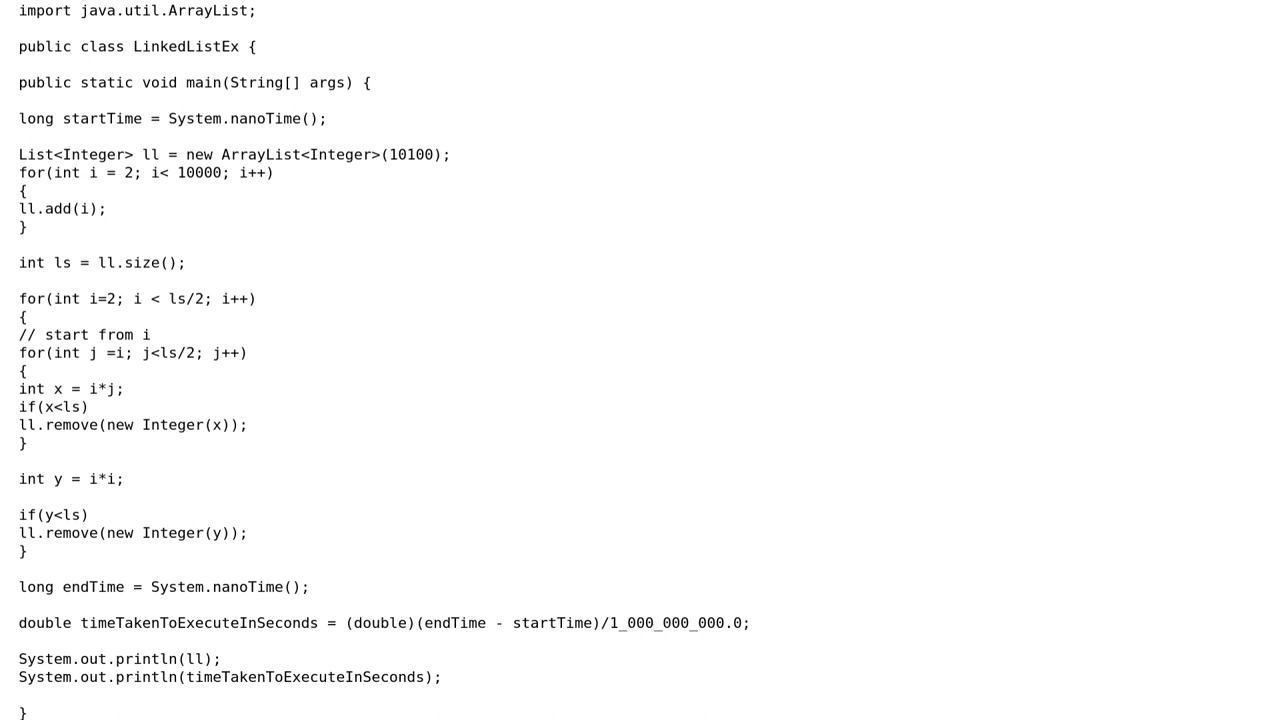 import java.util.ArrayList;
public class LinkedListEx {
public static void main(String[] args) {
long startTime = System.nanoTime();
List<Integer> ll = new ArrayList<Integer>(10100);
for(int i = 2; i< 10000; i++)
{
ll.add(i);
}
int ls = ll.size();
for(int i=2; i < ls/2; i++)
{
// start from i
for(int j =i; j<ls/2; j++)
{
int x = i*j;
if(x<ls)
ll.remove(new Integer(x));
}
int y = i*i;
if(y<ls)
ll.remove(new Integer(y));
}
long endTime = System.nanoTime();
double timeTakenToExecuteInSeconds = (double)(endTime - startTime)/1_000_000_000.0;
System.out.println(ll);
System.out.println(timeTakenToExecuteInSeconds);
}